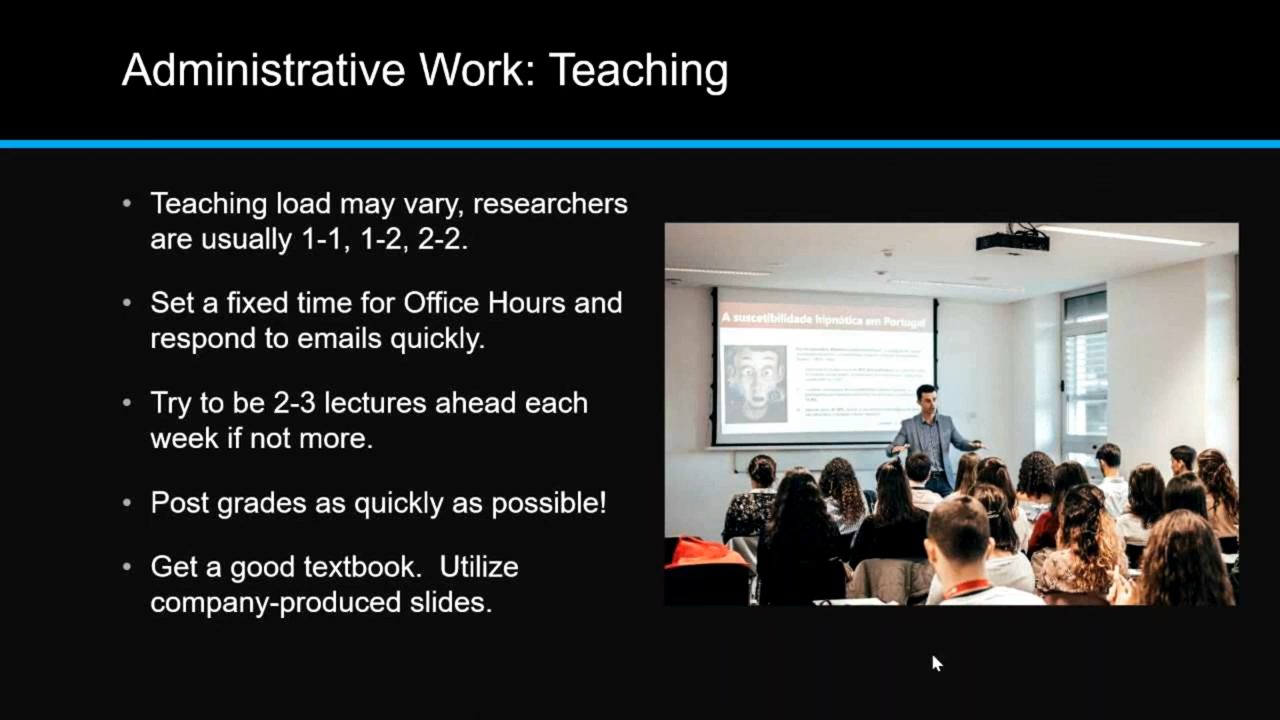 Administrative Work: Teaching
• Teaching load may vary, researchers
are usually 1-1, 1-2, 2-2.
• Set a fixed time for Office Hours and
respond to emails quickly.
• Try to be 2-3 lectures ahead each
week if not more.
• Post grades as quickly as possible!
• Get a good textbook.  Utilize
company-produced slides.
A suscetibilidade hipnótica em Portugal